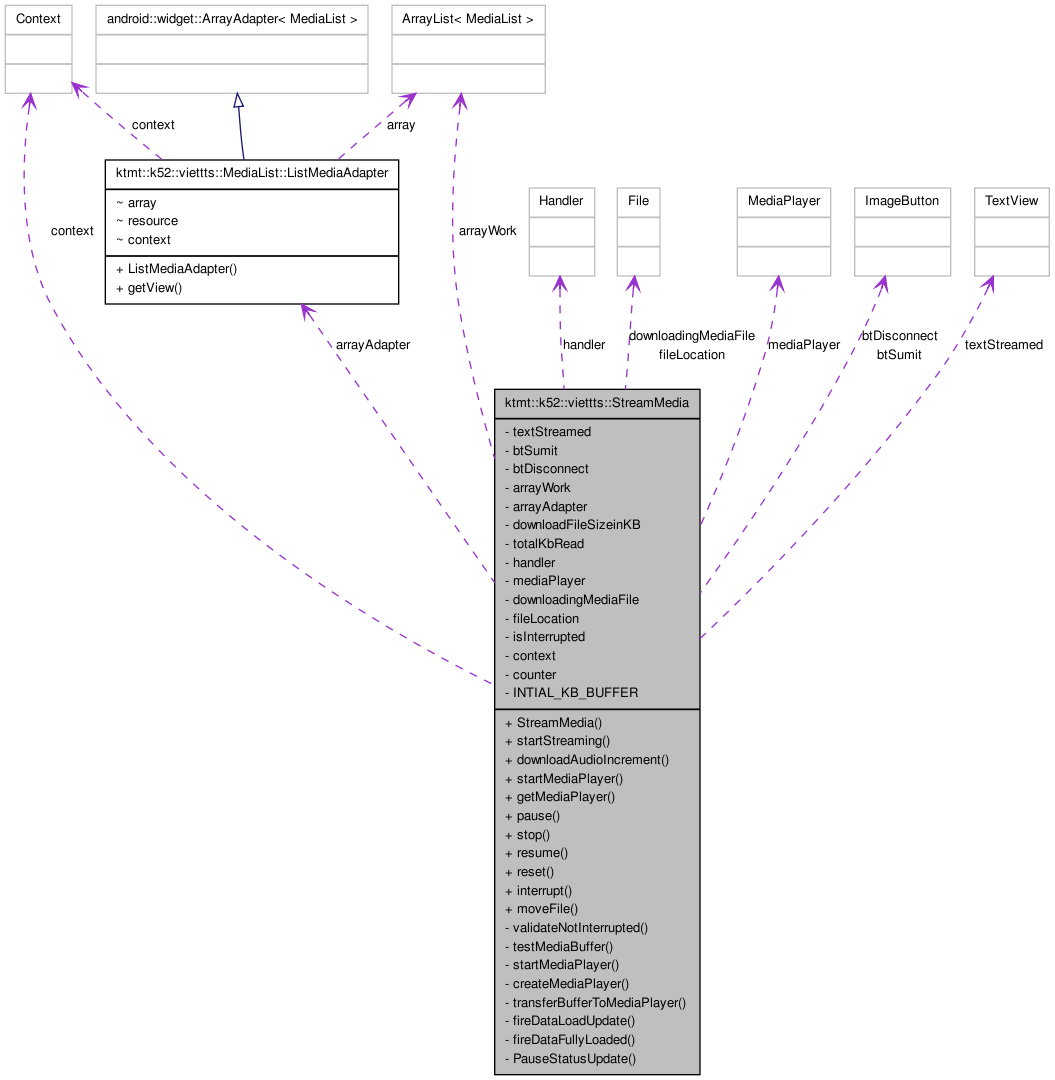 Context
android::widget::ArrayAdapter< MediaList >
ArrayList< MediaList >
context
array
ktmt::k52::viettts::MediaList::ListMediaAdapter
~ array
~ resource
~ context
+ ListMediaAdapter()
+ getView()
context
arrayWork
Handler
File
MediaPlayer
ImageButton
TextView
arrayAdapter
handler
downloadingMediaFile
fileLocation
mediaPlayer
btDisconnect
btSumit
textStreamed
ktmt::k52::viettts::StreamMedia
- textStreamed
- btSumit
- btDisconnect
- arrayWork
- arrayAdapter
- downloadFileSizeinKB
- totalKbRead
- handler
- mediaPlayer
- downloadingMediaFile
- fileLocation
- isInterrupted
- context
- counter
- INTIAL_KB_BUFFER
+ StreamMedia()
+ startStreaming()
+ downloadAudioIncrement()
+ startMediaPlayer()
+ getMediaPlayer()
+ pause()
+ stop()
+ resume()
+ reset()
+ interrupt()
+ moveFile()
- validateNotInterrupted()
- testMediaBuffer()
- startMediaPlayer()
- createMediaPlayer()
- transferBufferToMediaPlayer()
- fireDataLoadUpdate()
- fireDataFullyLoaded()
- PauseStatusUpdate()